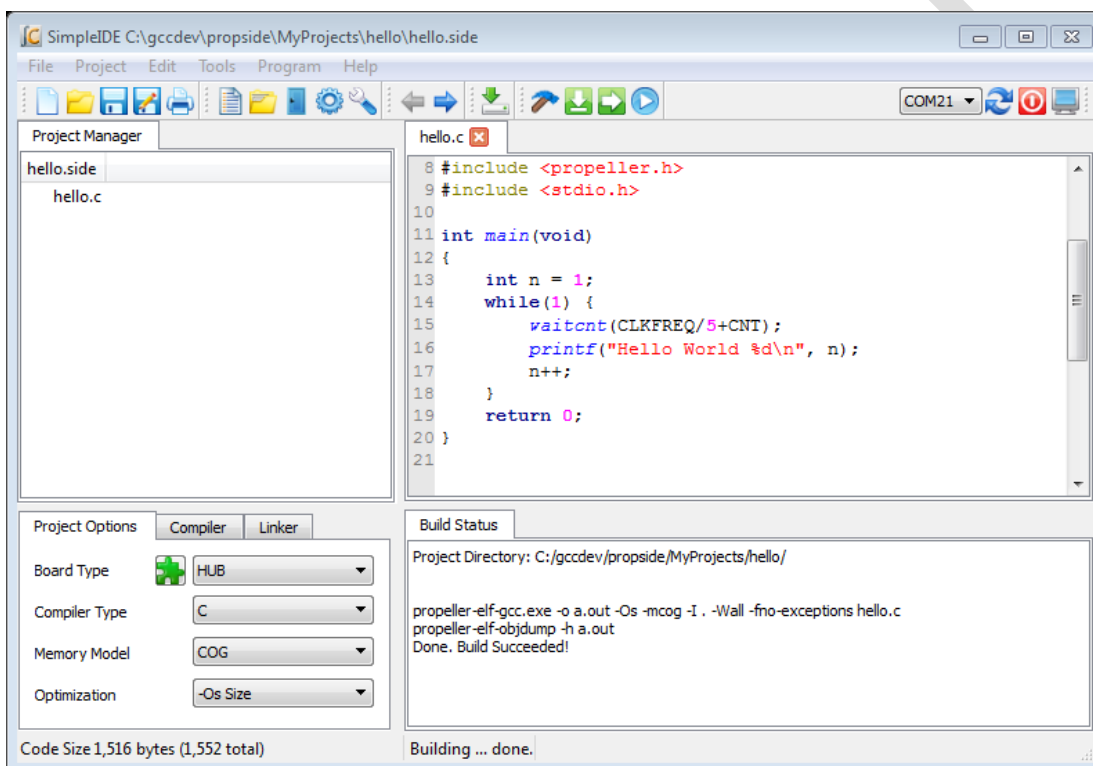 SimpleIDE C:\gccdev\propside\MyProjects\hello\hello.side
File Project Edit Tools Program Help
COM21
Project Manager
hello.side
hello.c
hello.c
8 #include <propeller.h>
9 #include <stdio.h>
10
11 int main(void)
12 {
13 int n = 1;
14 while(1) {
15 waitcnt(CLKFREQ/5+CNT);
16 printf("Hello World %d\n", n);
17 n++;
18 }
19 return 0;
20 }
21
Project Options Compiler Linker
Board Type HUB
Compiler Type C
Memory Model COG
Optimization -Os Size
Build Status
Project Directory: C:/gccdev/propside/MyProjects/hello/
propeller-elf-gcc.exe -o a.out -Os -mcog -I . -Wall -fno-exceptions hello.c
propeller-elf-objdump -h a.out
Done. Build Succeeded!
Code Size 1,516 bytes (1,552 total)
Building ... done.